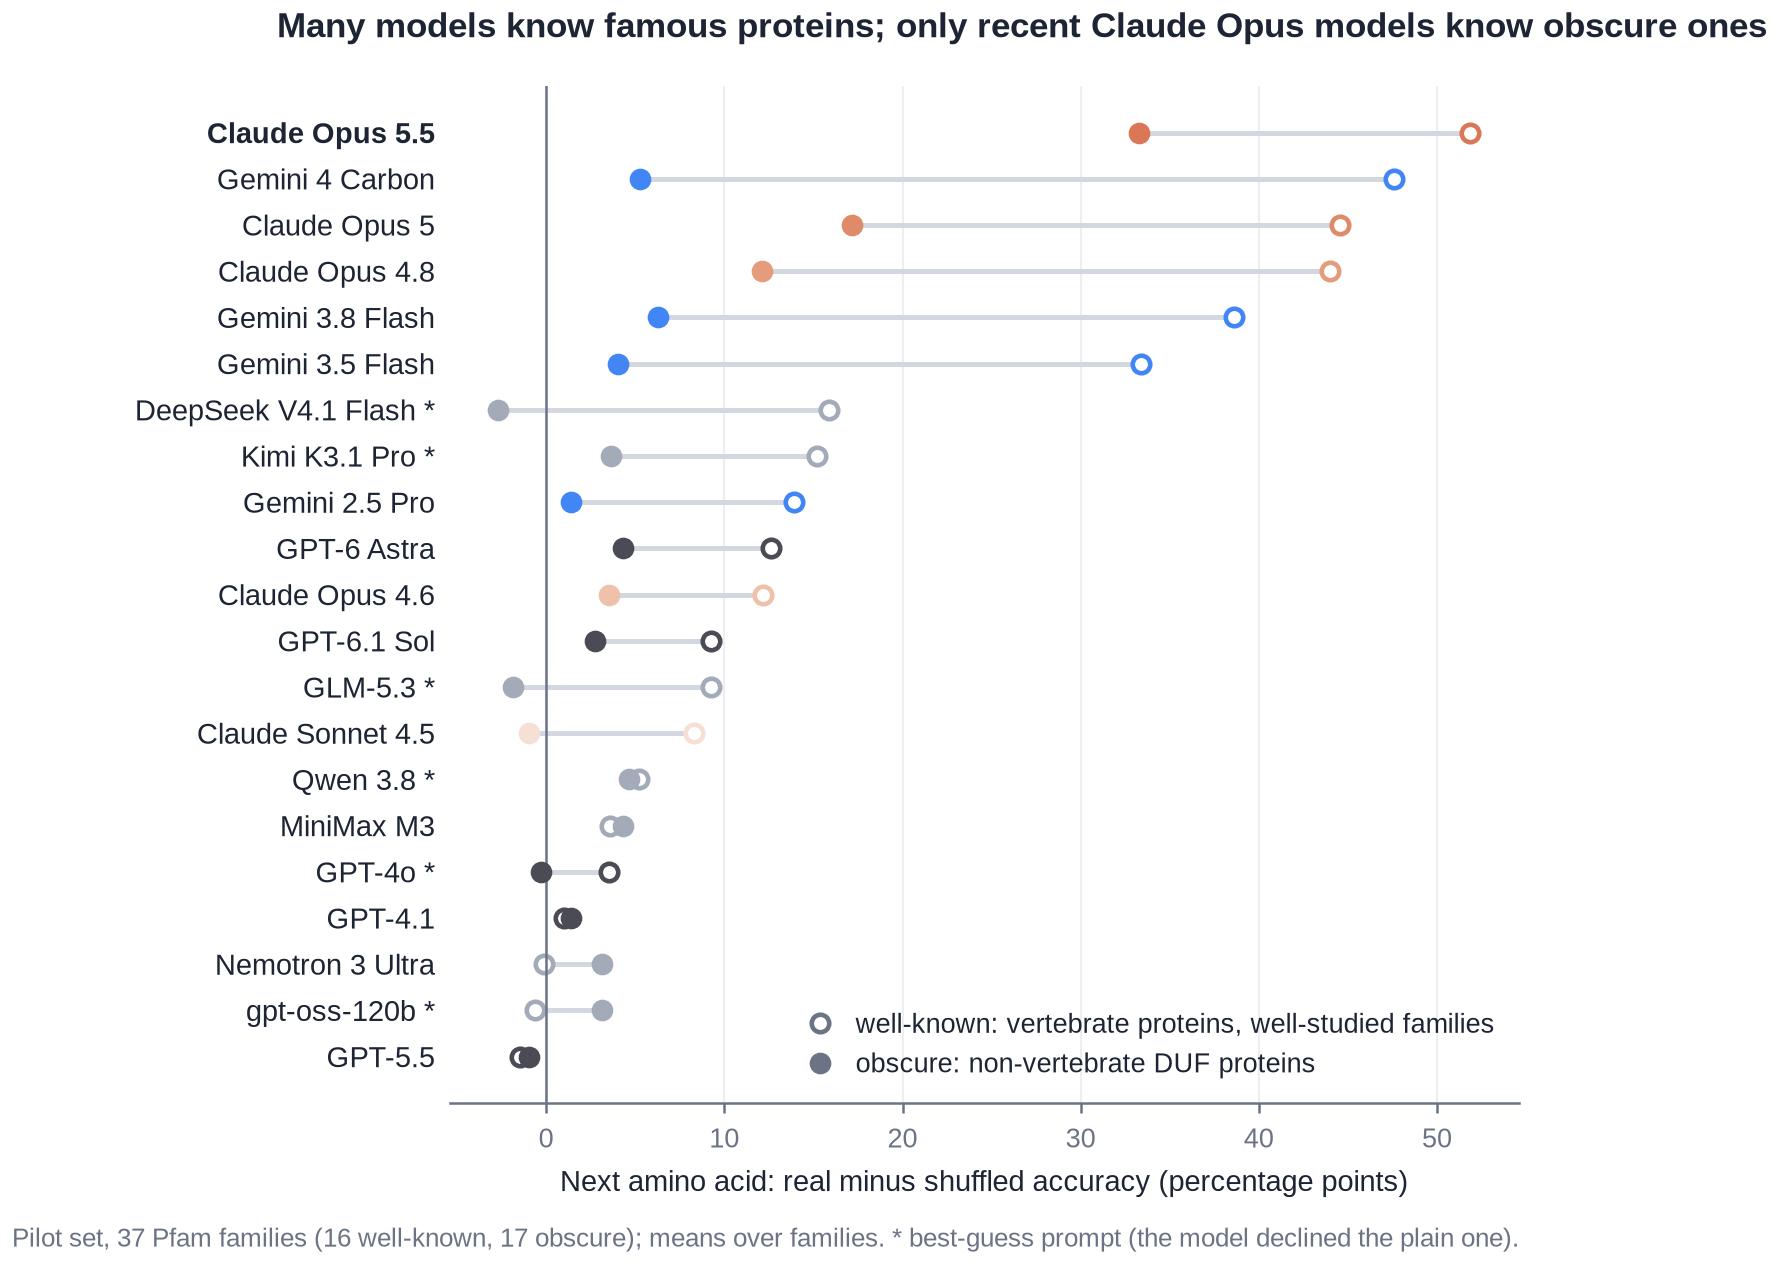 Many models know famous proteins; only recent Claude Opus models know obscure ones
Claude Opus 5.5
Gemini 4 Carbon
Claude Opus 5
Claude Opus 4.8
Gemini 3.8 Flash
Gemini 3.5 Flash
DeepSeek V4.1 Flash *
Kimi K3.1 Pro *
Gemini 2.5 Pro
GPT-6 Astra
Claude Opus 4.6
GPT-6.1 Sol
GLM-5.3 *
Claude Sonnet 4.5
Qwen 3.8 *
MiniMax M3
GPT-4o *
GPT-4.1
Nemotron 3 Ultra
gpt-oss-120b *
GPT-5.5
well-known: vertebrate proteins, well-studied families
obscure: non-vertebrate DUF proteins
0 10 20 30 40 50
Next amino acid: real minus shuffled accuracy (percentage points)
Pilot set, 37 Pfam families (16 well-known, 17 obscure); means over families. * best-guess prompt (the model declined the plain one).